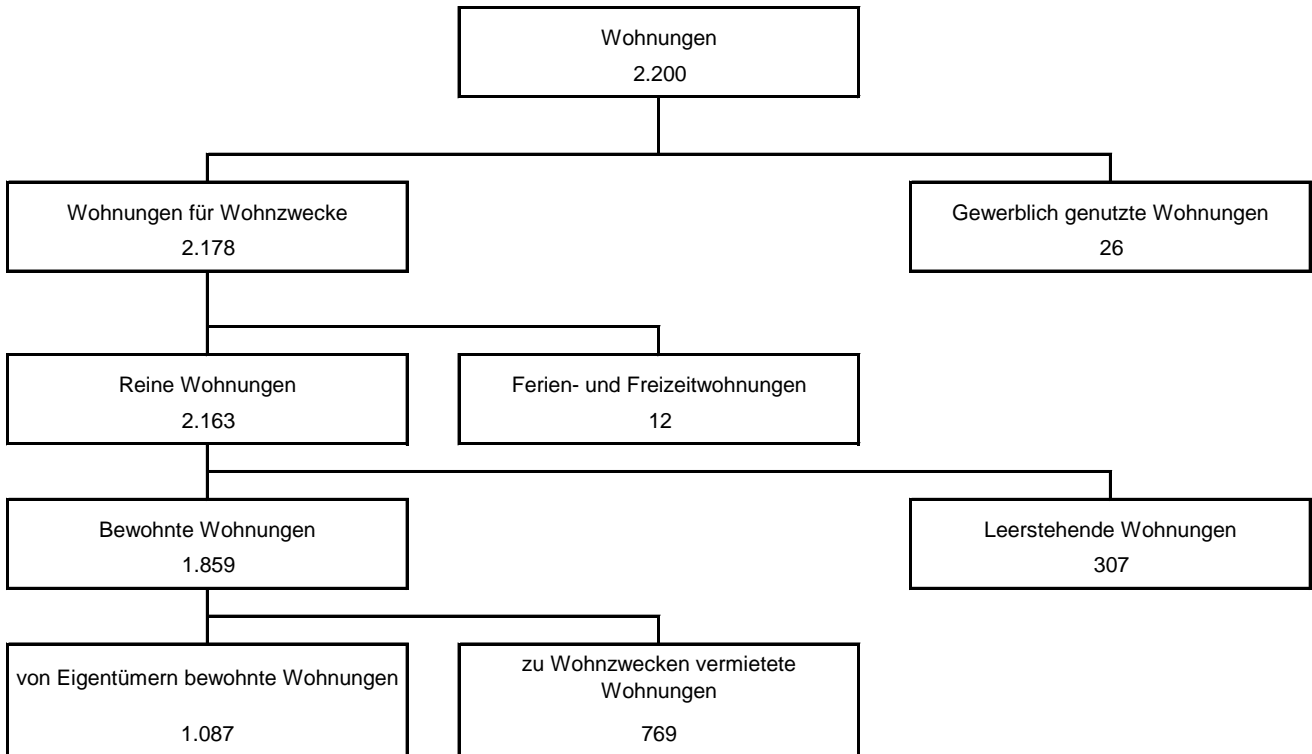 Wohnungen
2.200
Wohnungen für Wohnzwecke
2.178
Gewerblich genutzte Wohnungen
26
Reine Wohnungen
2.163
Ferien- und Freizeitwohnungen
12
Bewohnte Wohnungen
1.859
Leerstehende Wohnungen
307
von Eigentümern bewohnte Wohnungen
1.087
zu Wohnzwecken vermietete
Wohnungen
769